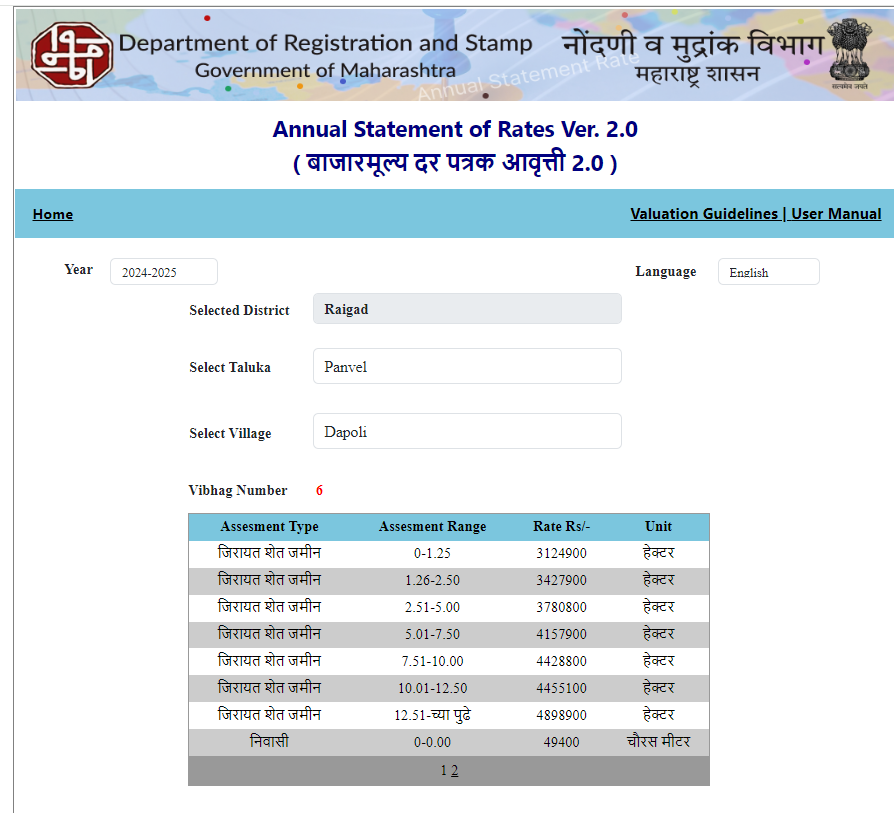 Department of Registration and Stamp
Government of Maharashtra
नोंदणी व मुद्रांक विभाग
महाराष्ट्र शासन
सत्यमेव जयते
Annual Statement Rate
Annual Statement of Rates Ver. 2.0
( बाजारमूल्य दर पत्रक आवृत्ती 2.0 )
Home Valuation Guidelines | User Manual
Year 2024-2025 Language English
Selected District Raigad
Select Taluka Panvel
Select Village Dapoli
Vibhag Number 6
Assesment Type Assesment Range Rate Rs/- Unit
जिरायत शेत जमीन 0-1.25 3124900 हेक्टर
जिरायत शेत जमीन 1.26-2.50 3427900 हेक्टर
जिरायत शेत जमीन 2.51-5.00 3780800 हेक्टर
जिरायत शेत जमीन 5.01-7.50 4157900 हेक्टर
जिरायत शेत जमीन 7.51-10.00 4428800 हेक्टर
जिरायत शेत जमीन 10.01-12.50 4455100 हेक्टर
जिरायत शेत जमीन 12.51-च्या पुढे 4898900 हेक्टर
निवासी 0-0.00 49400 चौरस मीटर
1 2